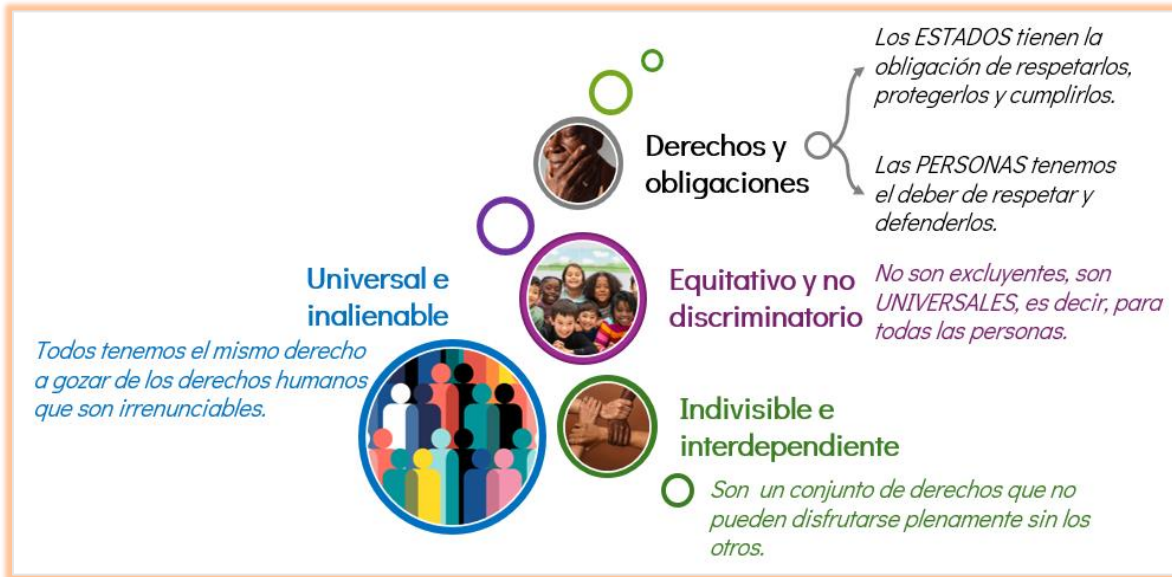 Los ESTADOS tienen la
obligación de respetarlos,
protegerlos y cumplirlos.
Derechos y
obligaciones
Las PERSONAS tenemos
el deber de respetar y
defenderlos.
Universal e
inalienable
Todos tenemos el mismo derecho
a gozar de los derechos humanos
que son irrenunciables.
Equitativo y no
discriminatorio
No son excluyentes, son
UNIVERSALES, es decir, para
todas las personas.
Indivisible e
interdependiente
Son un conjunto de derechos que no
pueden disfrutarse plenamente sin los
otros.